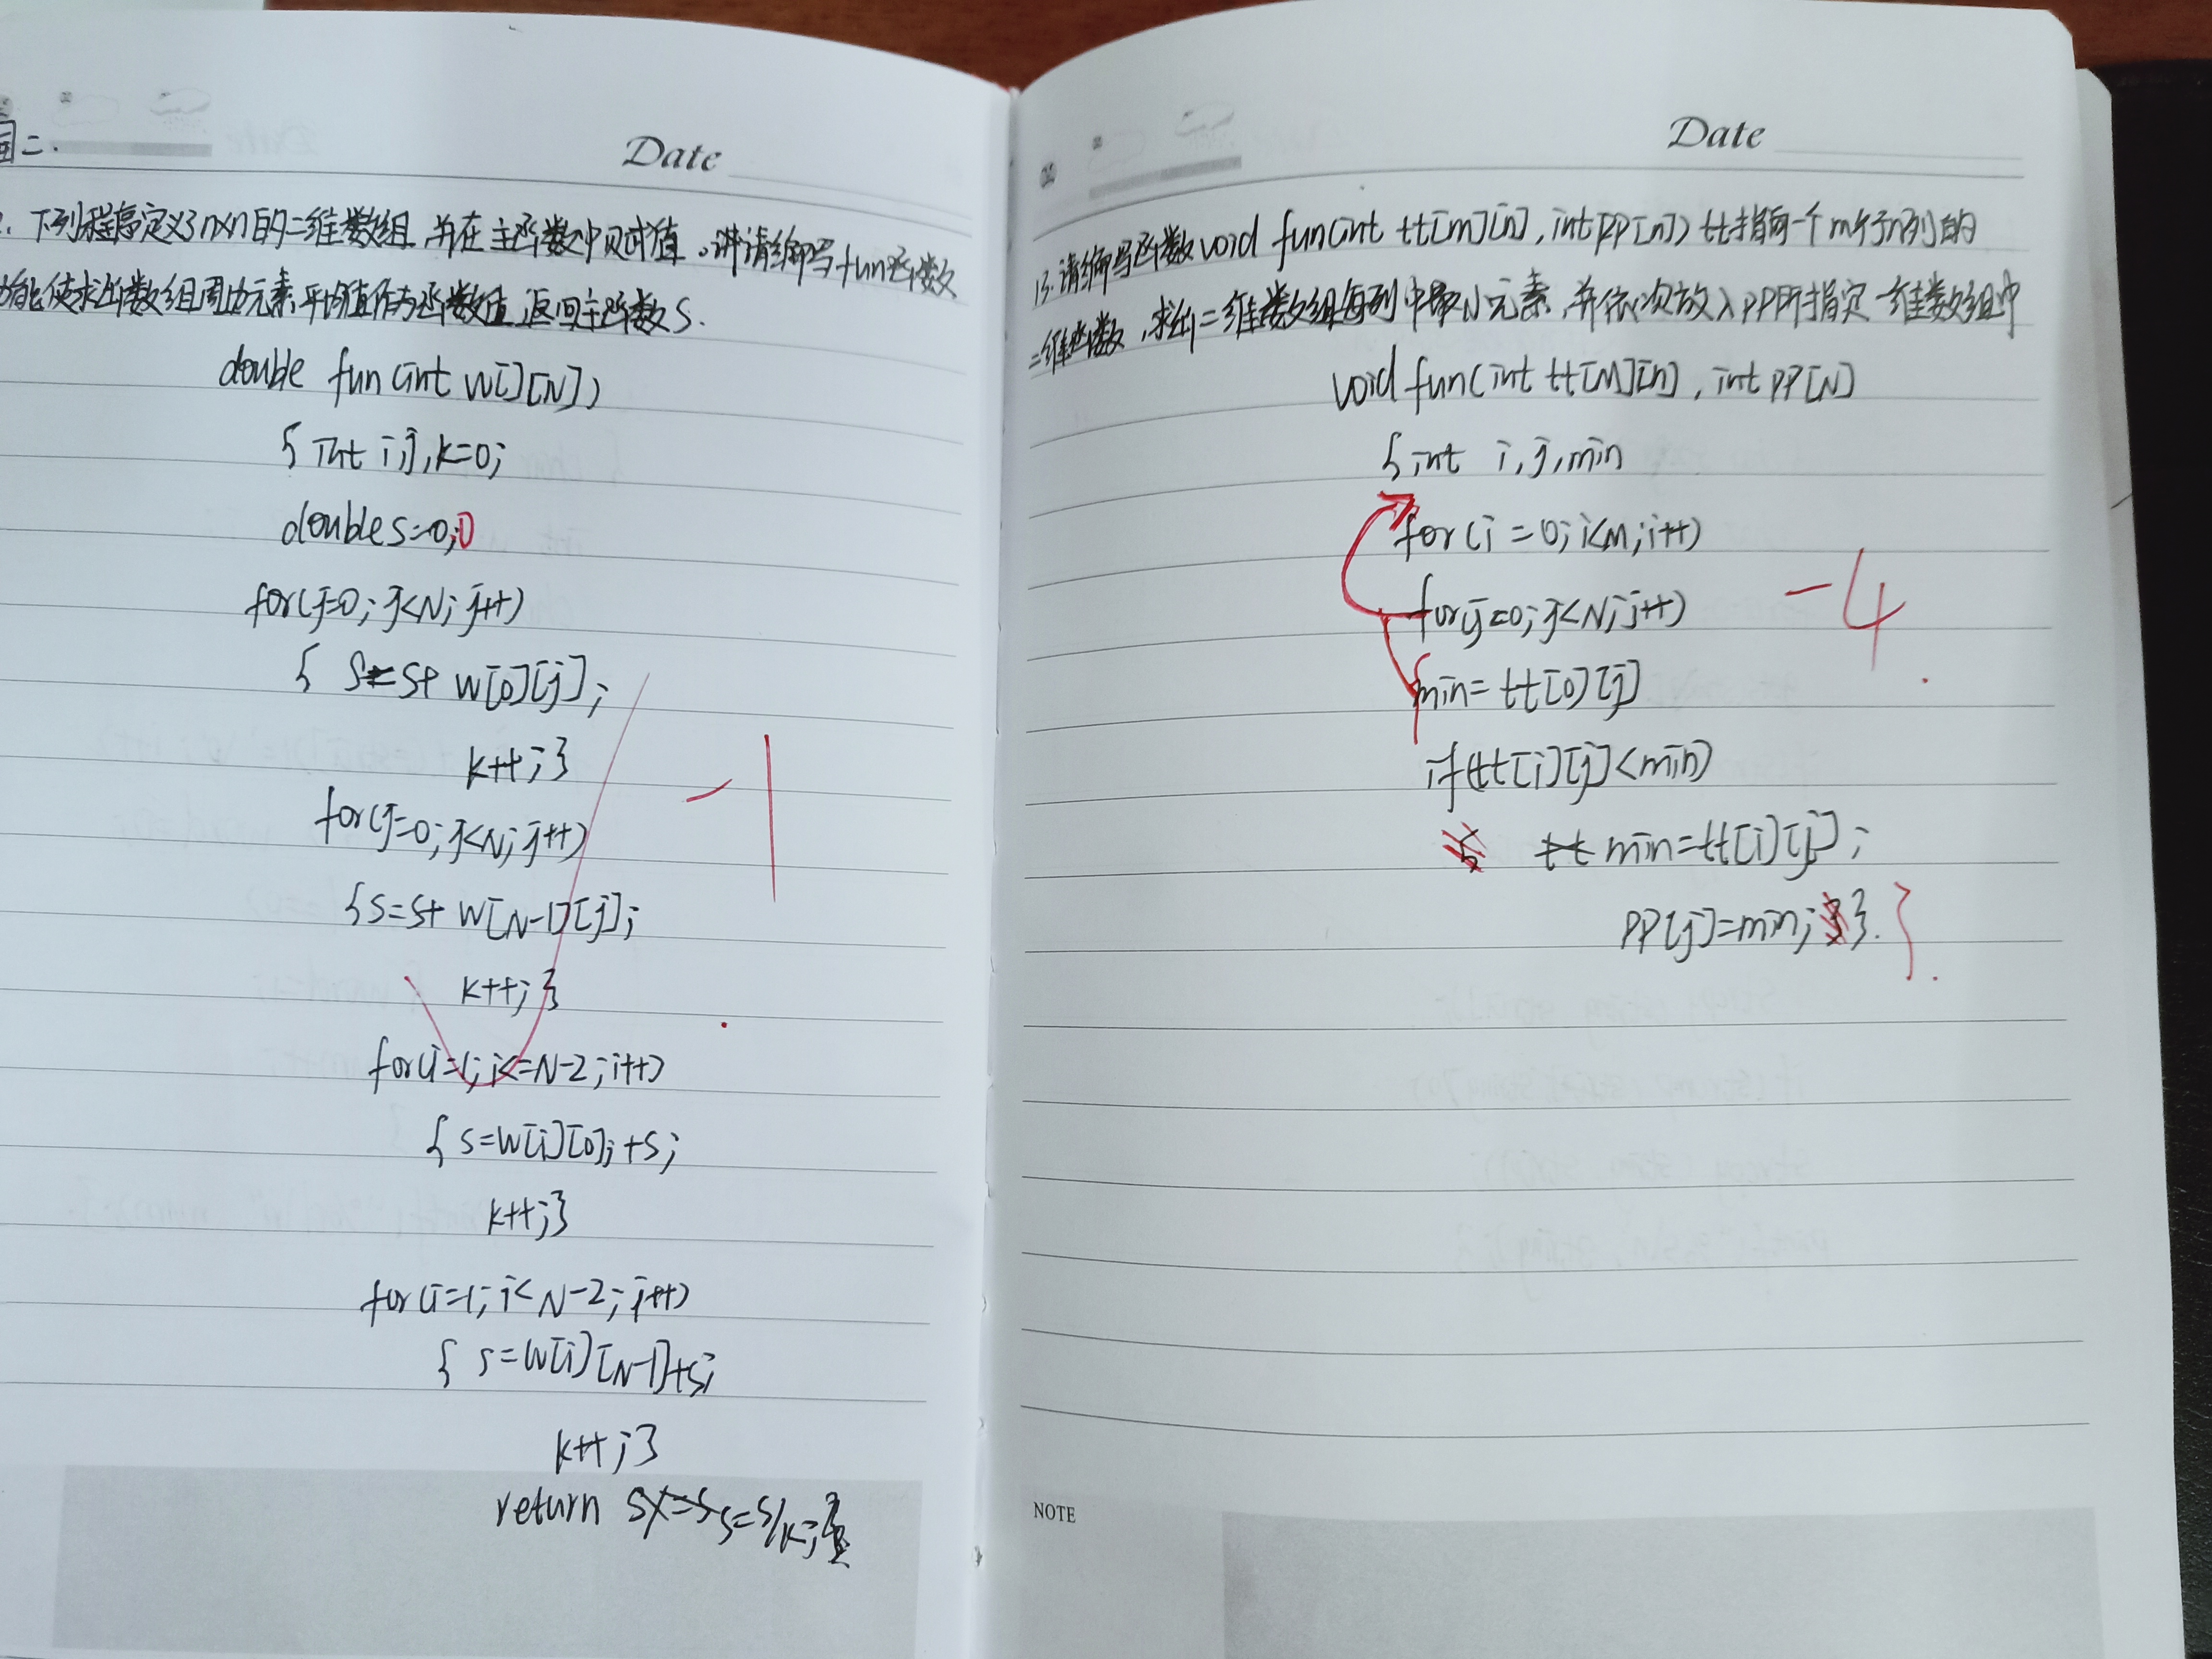 二.
Date
下列程序定义了n×n的二维数组,并在主函数中赋值。请编写fun函数
功能使求出数组周边元素平均值作为函数值返回主函数S.
double fun(int w[][N])
{ int i,j,k=0;
double s=0;0
for(j=0;j<N;j++)
{ s=s+ w[0][j];
k++;}
for(j=0;j<N;j++)
{s=s+ w[N-1][j];
k++;}
for(i=1;i<=N-2;i++)
{ s=w[i][0];+s;
k++;}
for(i=1;i<N-2;i++)
{ s=w[i][N-1]+s;
k++;}
return s=s/k;}
-1
Date
13.请编写函数void fun(int tt[m][n],int pp[n]) tt指向一个m行n列的
二维数,求出二维数组每列中最小元素,并依次放入PP所指定一维数组中
void fun(int tt[M][n],int PP[N]
{int i,j,min
for(i=0;i<M;i++)
for(j=0;j<N;j++)
{min=tt[0][j]
if(tt[i][j]<min)
min=tt[i][j];
PP[j]=min;}}
-4
NOTE